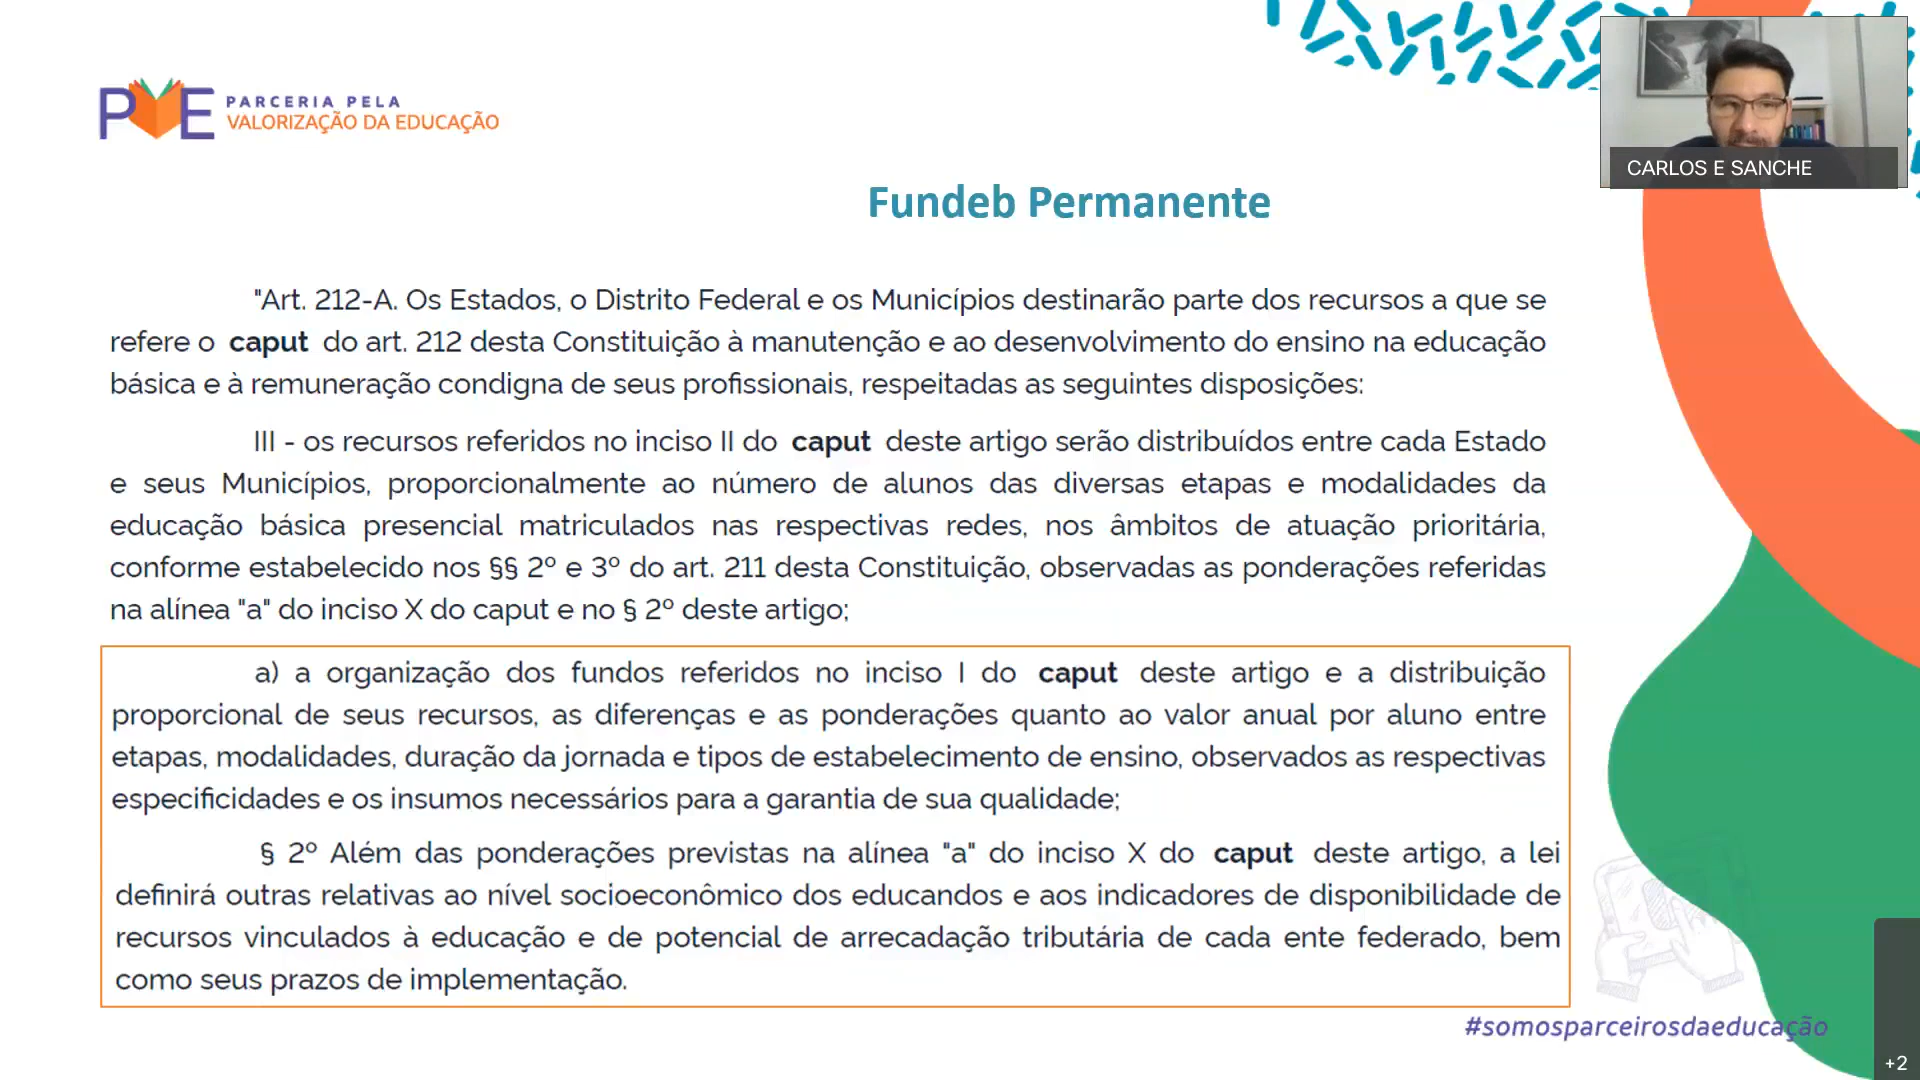 PVE PARCERIA PELA
VALORIZAÇÃO DA EDUCAÇÃO
CARLOS E SANCHE
Fundeb Permanente
"Art. 212-A. Os Estados, o Distrito Federal e os Municípios destinarão parte dos recursos a que se
refere o caput do art. 212 desta Constituição à manutenção e ao desenvolvimento do ensino na educação
básica e à remuneração condigna de seus profissionais, respeitadas as seguintes disposições:
III - os recursos referidos no inciso II do caput deste artigo serão distribuídos entre cada Estado
e seus Municípios, proporcionalmente ao número de alunos das diversas etapas e modalidades da
educação básica presencial matriculados nas respectivas redes, nos âmbitos de atuação prioritária,
conforme estabelecido nos §§ 2º e 3º do art. 211 desta Constituição, observadas as ponderações referidas
na alínea "a" do inciso X do caput e no § 2º deste artigo;
a) a organização dos fundos referidos no inciso I do caput deste artigo e a distribuição
proporcional de seus recursos, as diferenças e as ponderações quanto ao valor anual por aluno entre
etapas, modalidades, duração da jornada e tipos de estabelecimento de ensino, observados as respectivas
especificidades e os insumos necessários para a garantia de sua qualidade;
§ 2º Além das ponderações previstas na alínea "a" do inciso X do caput deste artigo, a lei
definirá outras relativas ao nível socioeconômico dos educandos e aos indicadores de disponibilidade de
recursos vinculados à educação e de potencial de arrecadação tributária de cada ente federado, bem
como seus prazos de implementação.
#somosparceirosdaeducação
+2